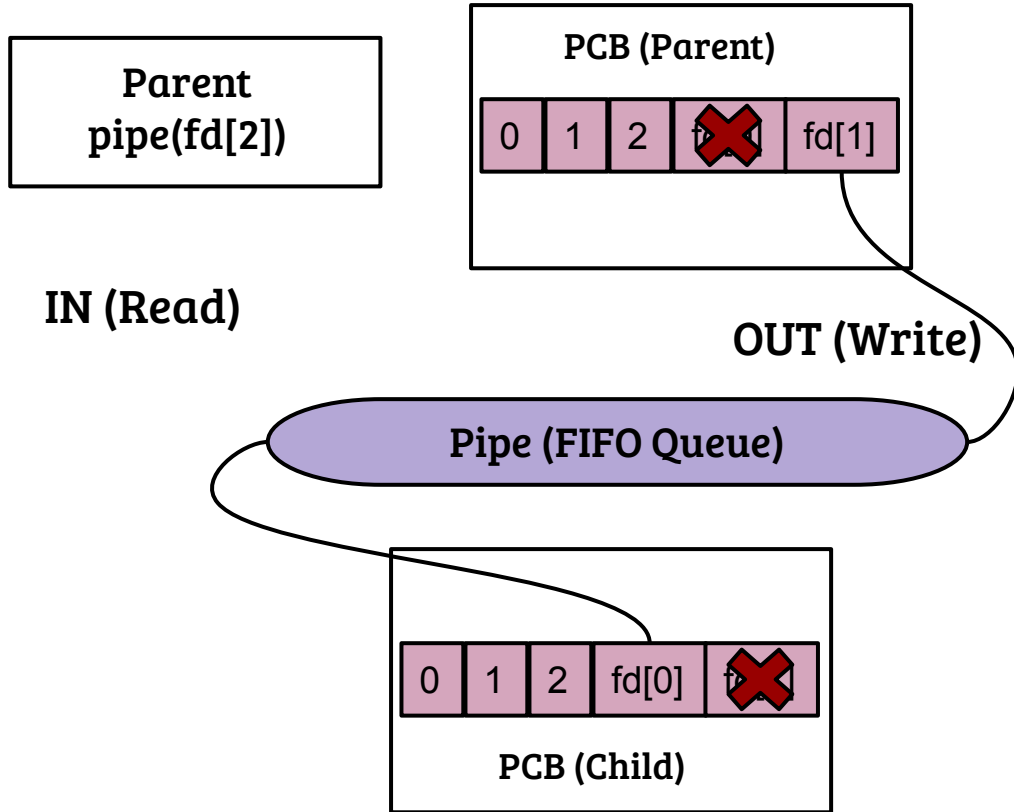 Parent
pipe(fd[2])
PCB (Parent)
0 1 2 fd[1]
IN (Read)
OUT (Write)
Pipe (FIFO Queue)
0 1 2 fd[0]
PCB (Child)